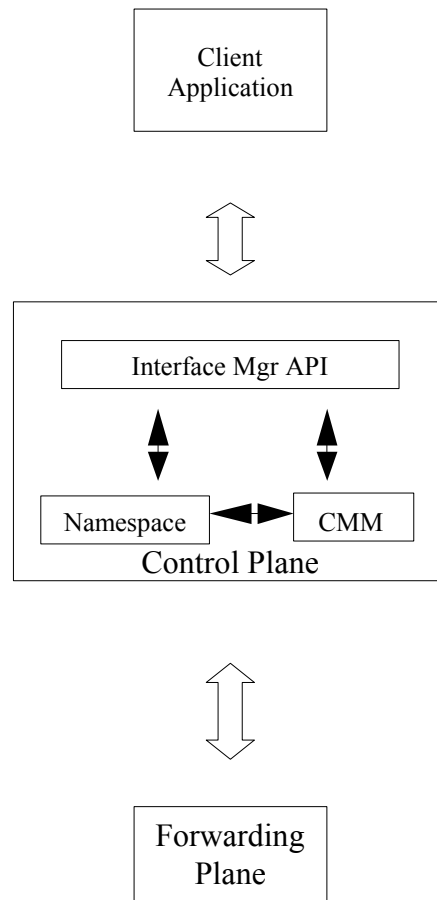 Client
Application
Interface Mgr API
Namespace
CMM
Control Plane
Forwarding
Plane